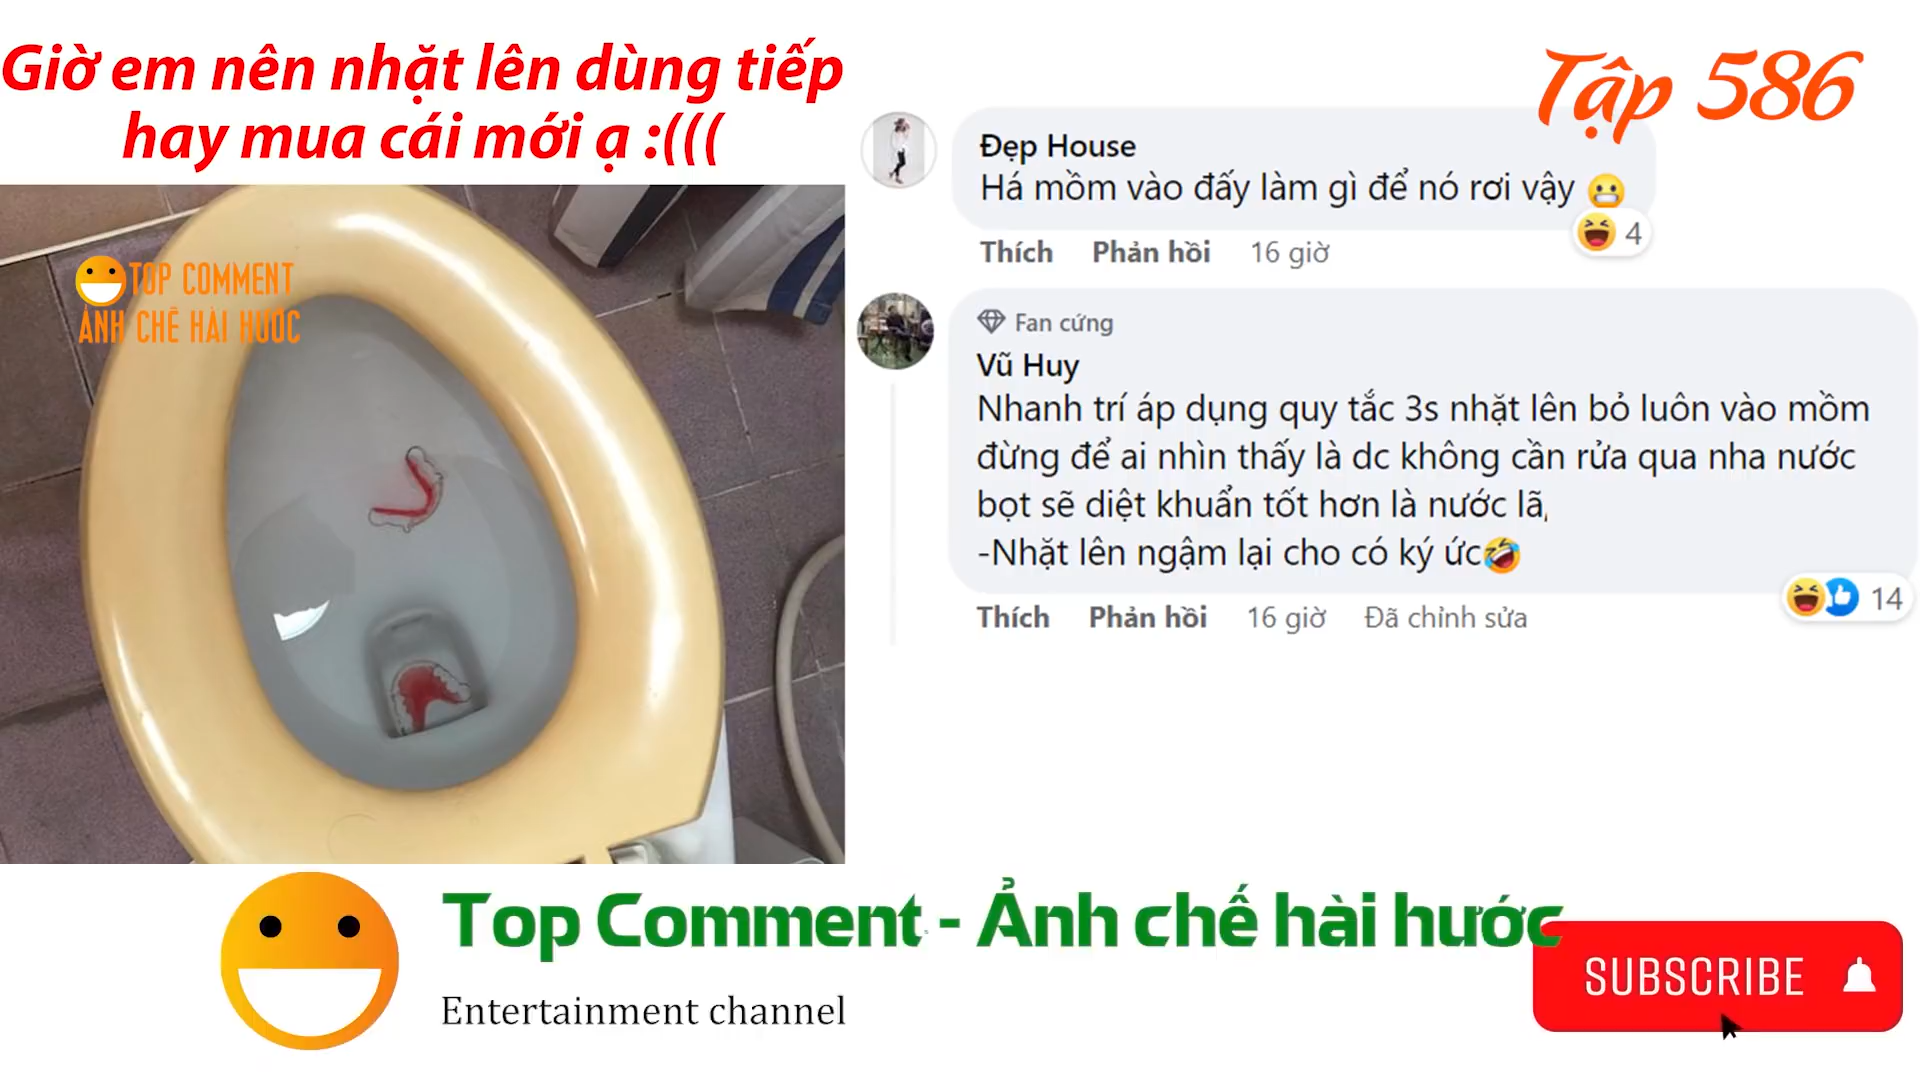 Giờ em nên nhặt lên dùng tiếp
hay mua cái mới ạ :(((
Tập 586
TOP COMMENT
ẢNH CHẾ HÀI HƯỚC
Đẹp House
Há mồm vào đấy làm gì để nó rơi vậy 😬
😆 4
Thích Phản hồi 16 giờ
Fan cứng
Vũ Huy
Nhanh trí áp dụng quy tắc 3s nhặt lên bỏ luôn vào mồm
đừng để ai nhìn thấy là dc không cần rửa qua nha nước
bọt sẽ diệt khuẩn tốt hơn là nước lã,
-Nhặt lên ngậm lại cho có ký ức🤣
😆👍 14
Thích Phản hồi 16 giờ Đã chỉnh sửa
Top Comment - Ảnh chế hài hước
Entertainment channel
SUBSCRIBE